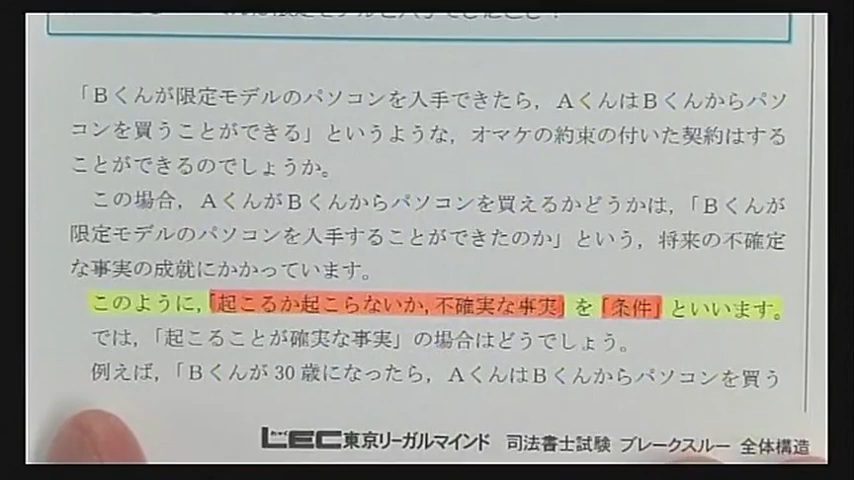 「Bくんが限定モデルのパソコンを入手できたら，AくんはBくんからパソ
コンを買うことができる」というような，オマケの約束の付いた契約はする
ことができるのでしょうか。
この場合，AくんがBくんからパソコンを買えるかどうかは，「Bくんが
限定モデルのパソコンを入手することができたのか」という，将来の不確定
な事実の成就にかかっています。
このように，「起こるか起こらないか，不確実な事実」を「条件」といいます。
では，「起こることが確実な事実」の場合はどうでしょう。
例えば，「Bくんが30歳になったら，AくんはBくんからパソコンを買う
LEC東京リーガルマインド 司法書士試験 ブレークスルー 全体構造